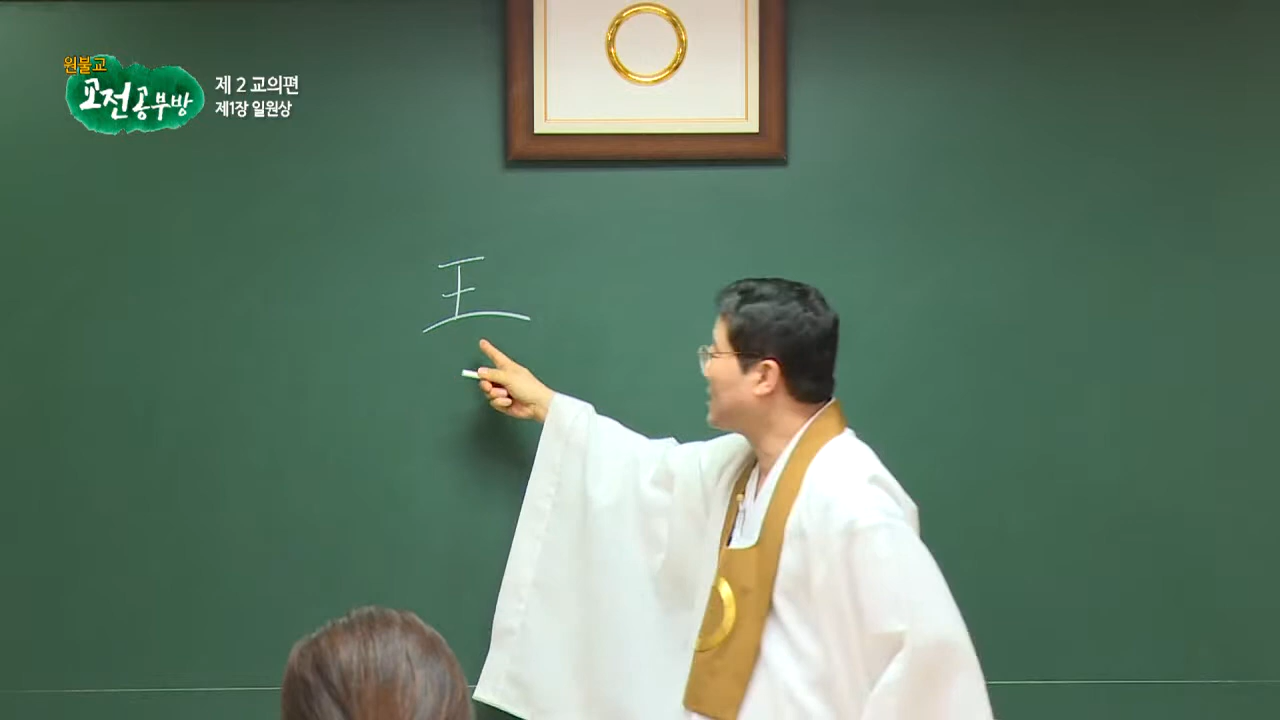 원불교
교전공부방
제 2 교의편
제1장 일원상
王